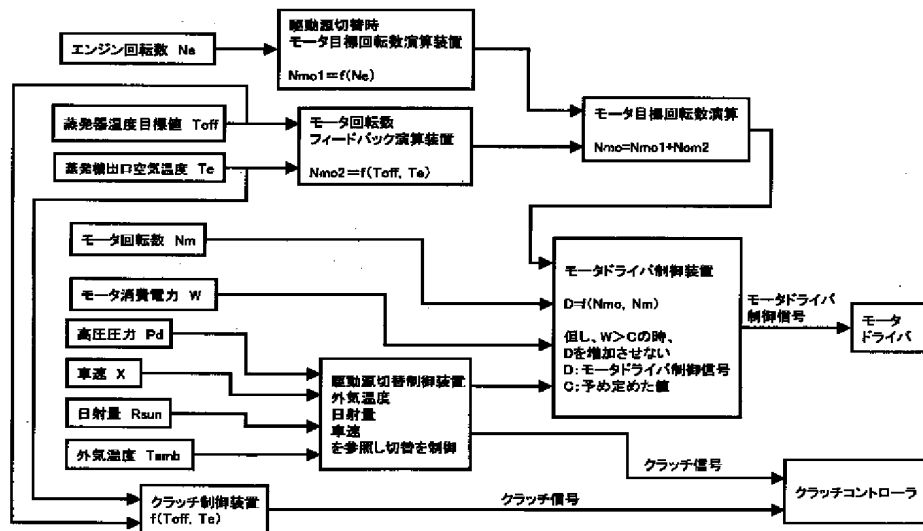 エンジン回転数 Ne
駆動源切替時
モータ目標回転数演算装置
Nmo1=f(Ne)
蒸発器温度目標値 Toff
蒸発機出口空気温度 Te
モータ回転数
フィードバック演算装置
Nmo2=f(Toff, Te)
モータ目標回転数演算
Nmo=Nmo1+Nom2
モータ回転数 Nm
モータ消費電力 W
高圧圧力 Pd
車速 X
日射量 Rsun
外気温度 Tamb
駆動源切替制御装置
外気温度
日射量
車速
を参照し切替を制御
モータドライバ制御装置
D=f(Nmo, Nm)
但し、W>Cの時、
Dを増加させない
D:モータドライバ制御信号
C:予め定めた値
モータドライバ
制御信号
モータ
ドライバ
クラッチ制御装置
f(Toff, Te)
クラッチ信号
クラッチ信号
クラッチコントローラ